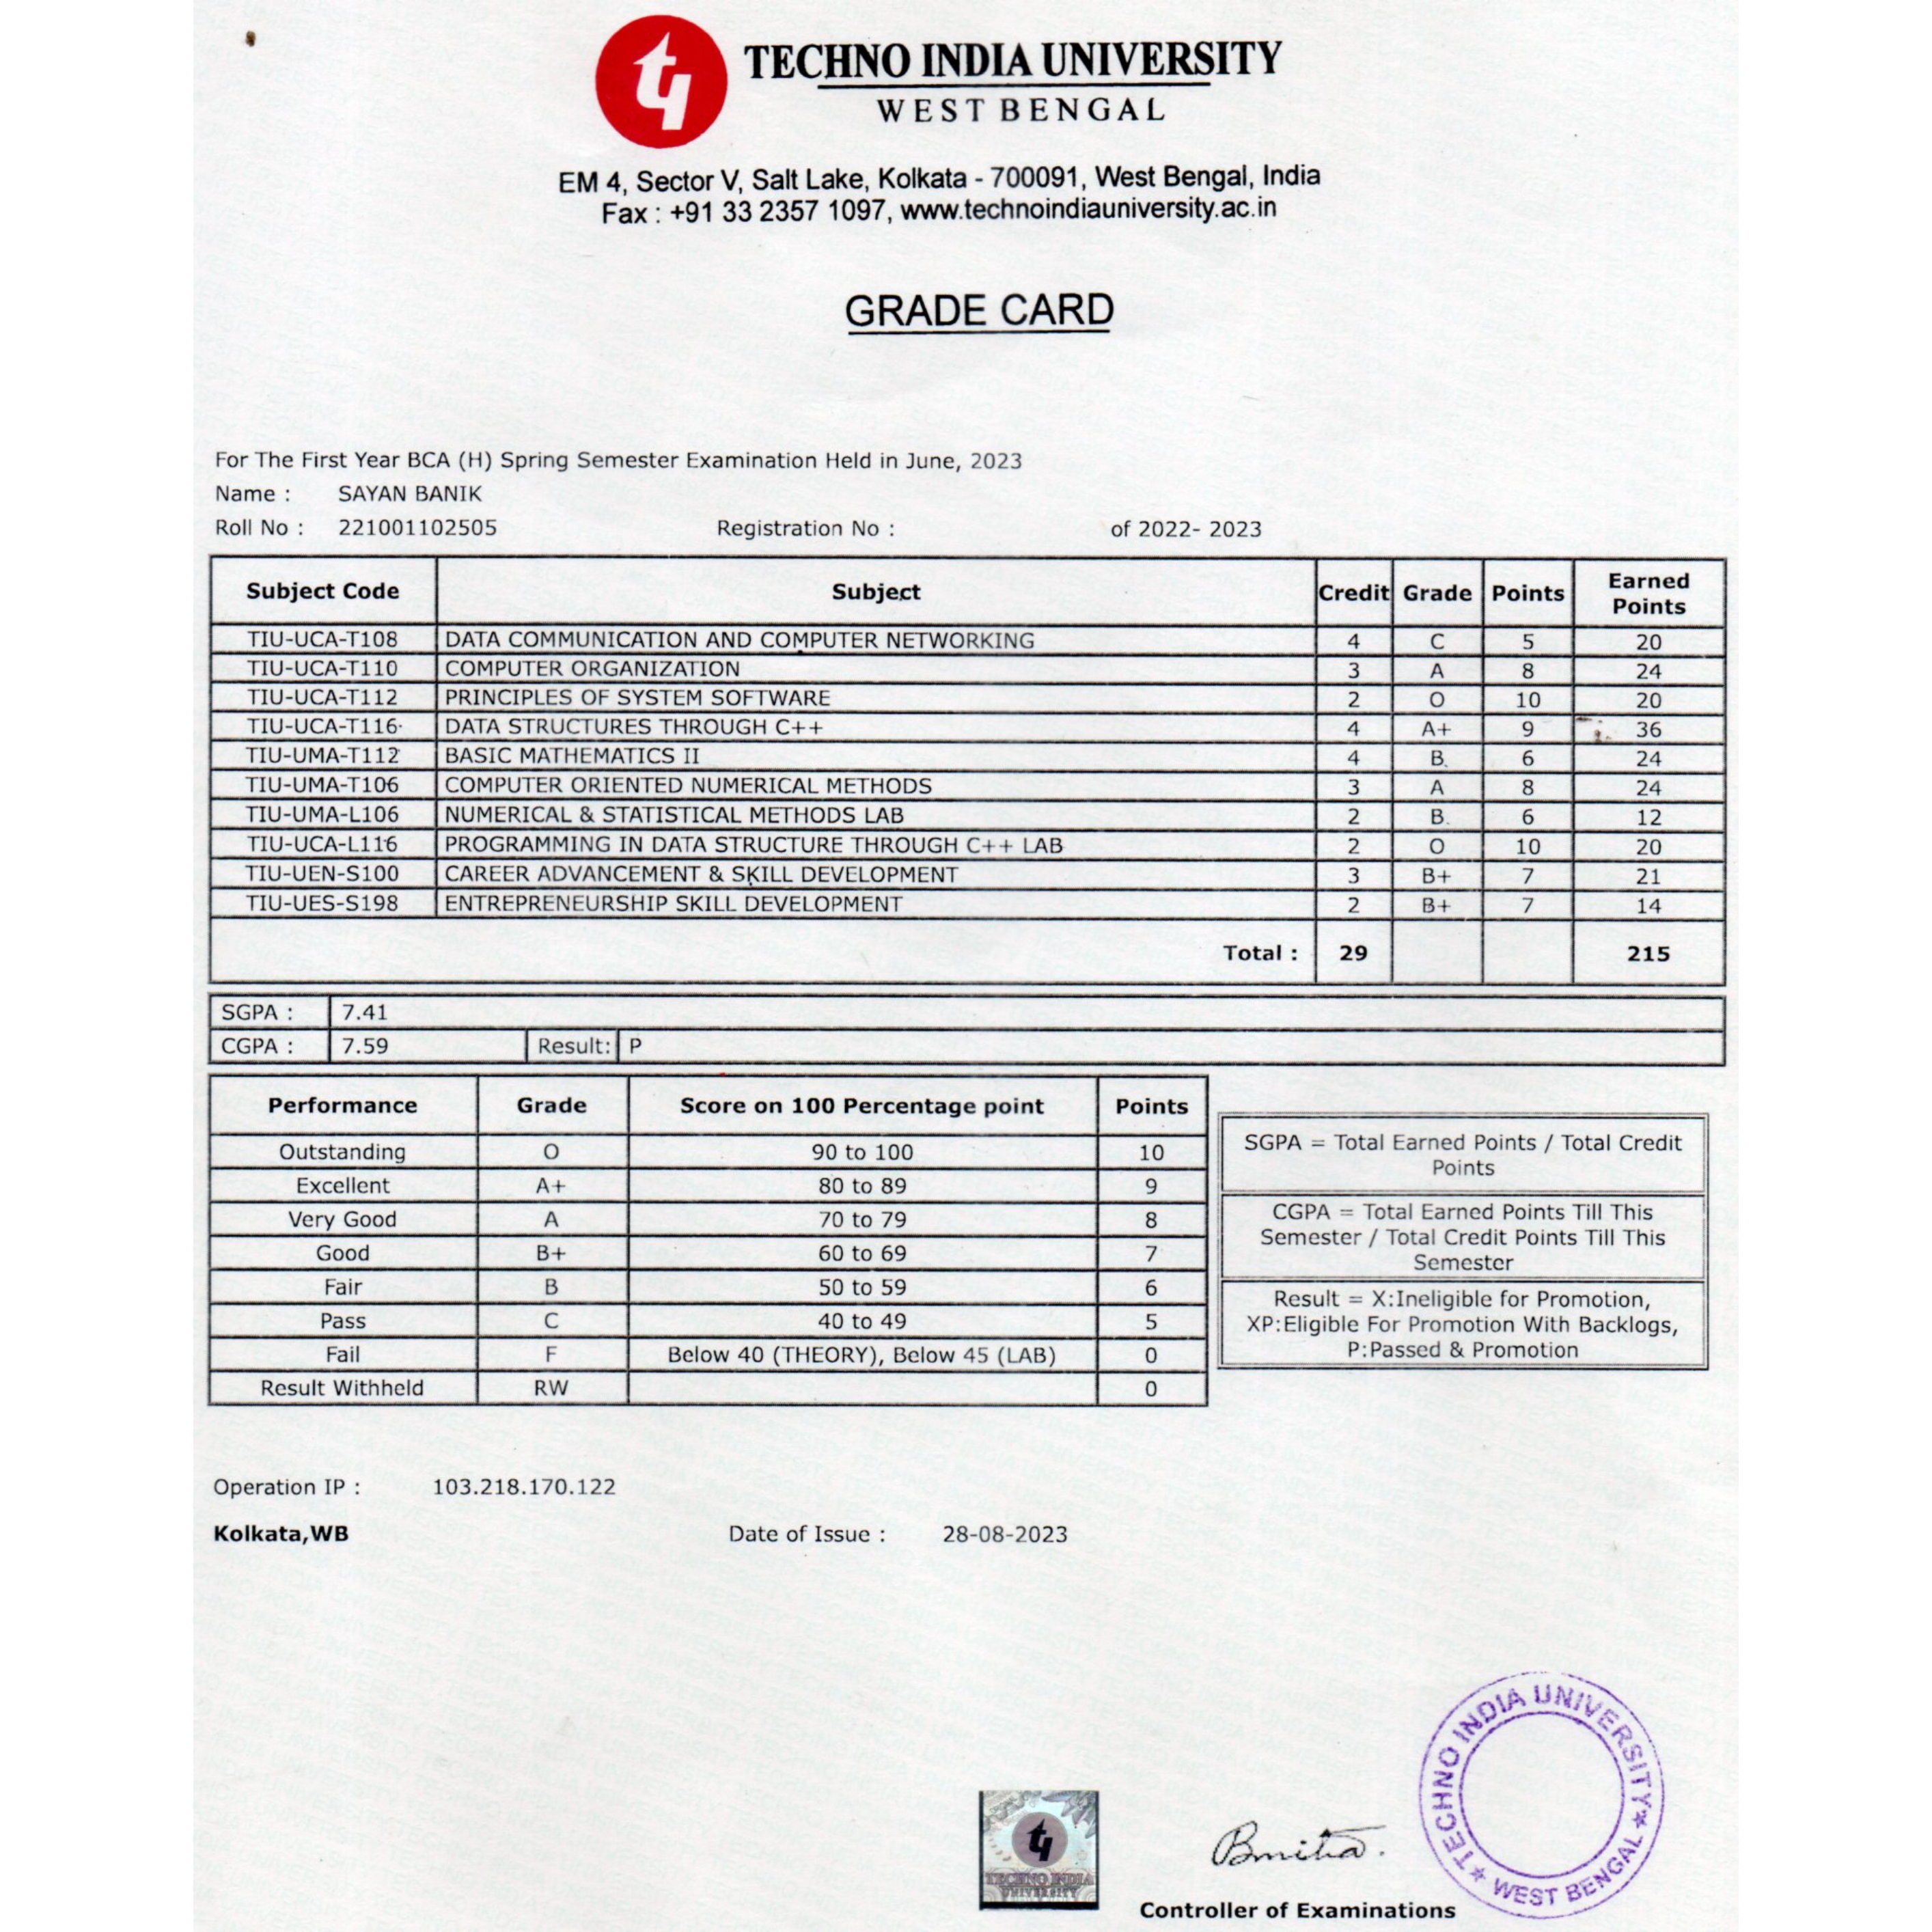 TECHNO INDIA UNIVERSITY
WEST BENGAL
EM 4, Sector V, Salt Lake, Kolkata - 700091, West Bengal, India
Fax : +91 33 2357 1097, www.technoindiauniversity.ac.in
GRADE CARD
For The First Year BCA (H) Spring Semester Examination Held in June, 2023
Name : SAYAN BANIK
Roll No : 221001102505 Registration No : of 2022- 2023
Subject Code Subject Credit Grade Points Earned Points
TIU-UCA-T108 DATA COMMUNICATION AND COMPUTER NETWORKING 4 C 5 20
TIU-UCA-T110 COMPUTER ORGANIZATION 3 A 8 24
TIU-UCA-T112 PRINCIPLES OF SYSTEM SOFTWARE 2 O 10 20
TIU-UCA-T116 DATA STRUCTURES THROUGH C++ 4 A+ 9 36
TIU-UMA-T112 BASIC MATHEMATICS II 4 B 6 24
TIU-UMA-T106 COMPUTER ORIENTED NUMERICAL METHODS 3 A 8 24
TIU-UMA-L106 NUMERICAL & STATISTICAL METHODS LAB 2 B 6 12
TIU-UCA-L116 PROGRAMMING IN DATA STRUCTURE THROUGH C++ LAB 2 O 10 20
TIU-UEN-S100 CAREER ADVANCEMENT & SKILL DEVELOPMENT 3 B+ 7 21
TIU-UES-S198 ENTREPRENEURSHIP SKILL DEVELOPMENT 2 B+ 7 14
Total : 29 215
SGPA : 7.41
CGPA : 7.59 Result: P
Performance Grade Score on 100 Percentage point Points
Outstanding O 90 to 100 10
Excellent A+ 80 to 89 9
Very Good A 70 to 79 8
Good B+ 60 to 69 7
Fair B 50 to 59 6
Pass C 40 to 49 5
Fail F Below 40 (THEORY), Below 45 (LAB) 0
Result Withheld RW 0
SGPA = Total Earned Points / Total Credit
Points
CGPA = Total Earned Points Till This
Semester / Total Credit Points Till This
Semester
Result = X:Ineligible for Promotion,
XP:Eligible For Promotion With Backlogs,
P:Passed & Promotion
Operation IP : 103.218.170.122
Kolkata,WB Date of Issue : 28-08-2023
TECHNO INDIA UNIVERSITY
WEST BENGAL
TECHNO INDIA
UNIVERSITY
Controller of Examinations